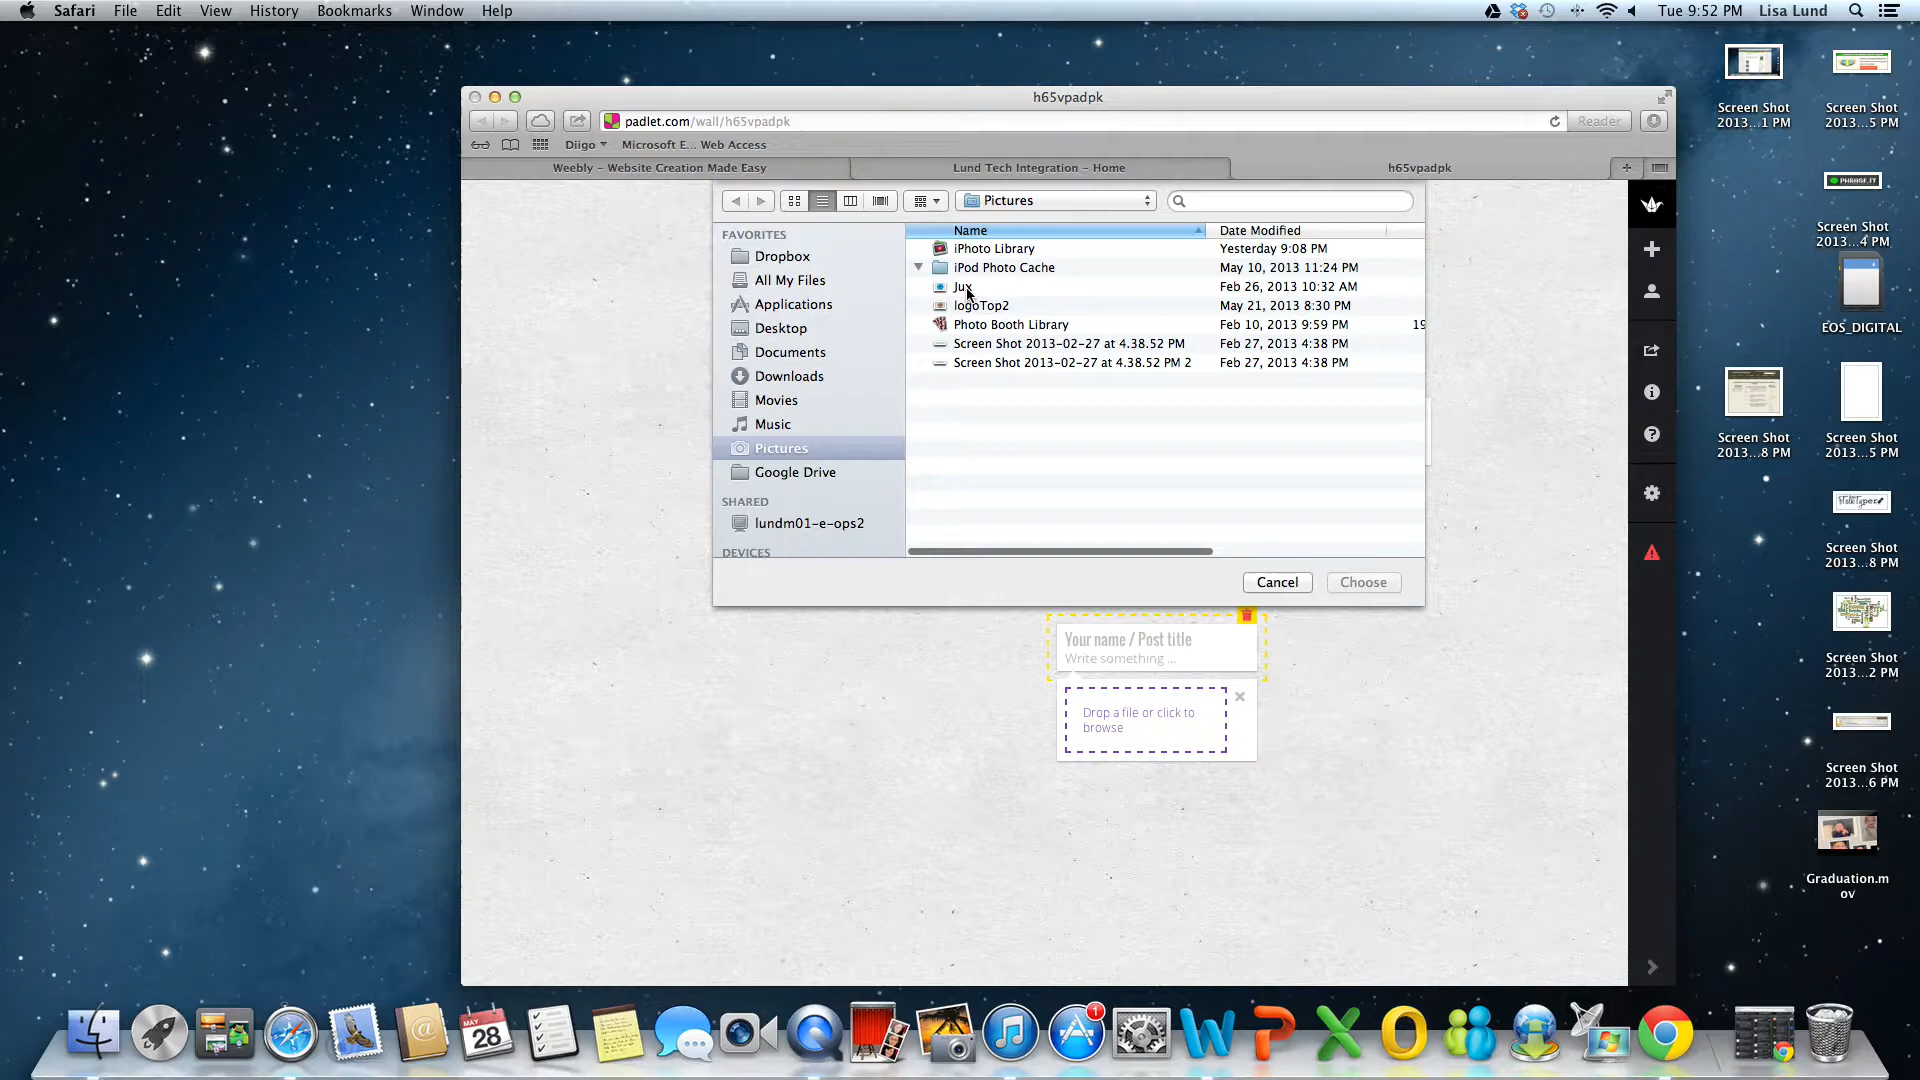 Safari File Edit View History Bookmarks Window Help Tue 9:52 PM Lisa Lund
h65vpadpk
padlet.com/wall/h65vpadpk Reader
Diigo Microsoft E... Web Access
Weebly – Website Creation Made Easy
Lund Tech Integration – Home
h65vpadpk
Pictures
FAVORITES
Dropbox
All My Files
Applications
Desktop
Documents
Downloads
Movies
Music
Pictures
Google Drive
SHARED
lundm01-e-ops2
DEVICES
Name Date Modified
iPhoto Library Yesterday 9:08 PM
iPod Photo Cache May 10, 2013 11:24 PM
Jux Feb 26, 2013 10:32 AM
logoTop2 May 21, 2013 8:30 PM
Photo Booth Library Feb 10, 2013 9:59 PM 19
Screen Shot 2013-02-27 at 4.38.52 PM Feb 27, 2013 4:38 PM
Screen Shot 2013-02-27 at 4.38.52 PM 2 Feb 27, 2013 4:38 PM
Cancel Choose
Your name / Post title
Write something ...
Drop a file or click to
browse
Screen Shot
2013...1 PM
Screen Shot
2013...5 PM
PHRASE.IT
Screen Shot
2013...4 PM
EOS_DIGITAL
Screen Shot
2013...8 PM
Screen Shot
2013...5 PM
Screen Shot
2013...8 PM
Screen Shot
2013...2 PM
Screen Shot
2013...6 PM
Graduation.m
ov
MAY
28
1